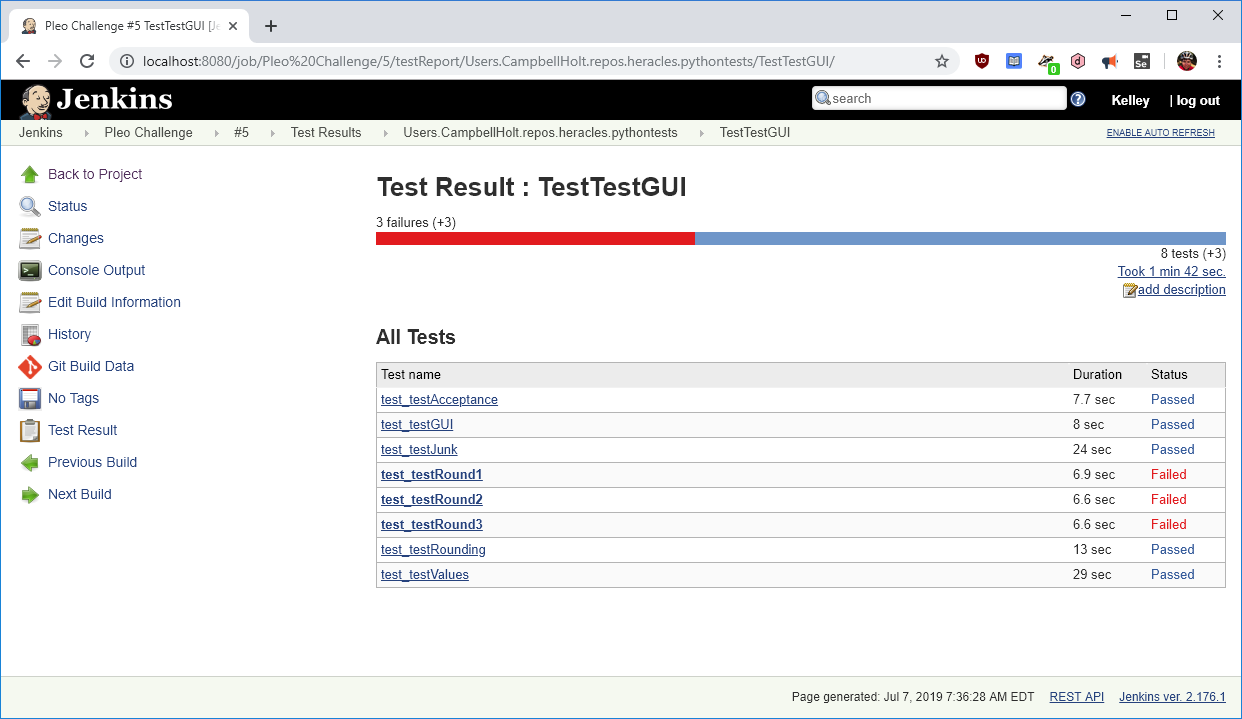 Pleo Challenge #5 TestTestGUI [Je
localhost:8080/job/Pleo%20Challenge/5/testReport/Users.CampbellHolt.repos.heracles.pythontests/TestTestGUI/
0
d
Se
Jenkins
search
Kelley | log out
Jenkins Pleo Challenge #5 Test Results Users.CampbellHolt.repos.heracles.pythontests TestTestGUI ENABLE AUTO REFRESH
Back to Project
Status
Changes
Console Output
Edit Build Information
History
Git Build Data
No Tags
Test Result
Previous Build
Next Build
Test Result : TestTestGUI
3 failures (+3)
8 tests (+3)
Took 1 min 42 sec.
add description
All Tests
Test name Duration Status
test_testAcceptance 7.7 sec Passed
test_testGUI 8 sec Passed
test_testJunk 24 sec Passed
test_testRound1 6.9 sec Failed
test_testRound2 6.6 sec Failed
test_testRound3 6.6 sec Failed
test_testRounding 13 sec Passed
test_testValues 29 sec Passed
Page generated: Jul 7, 2019 7:36:28 AM EDT REST API Jenkins ver. 2.176.1